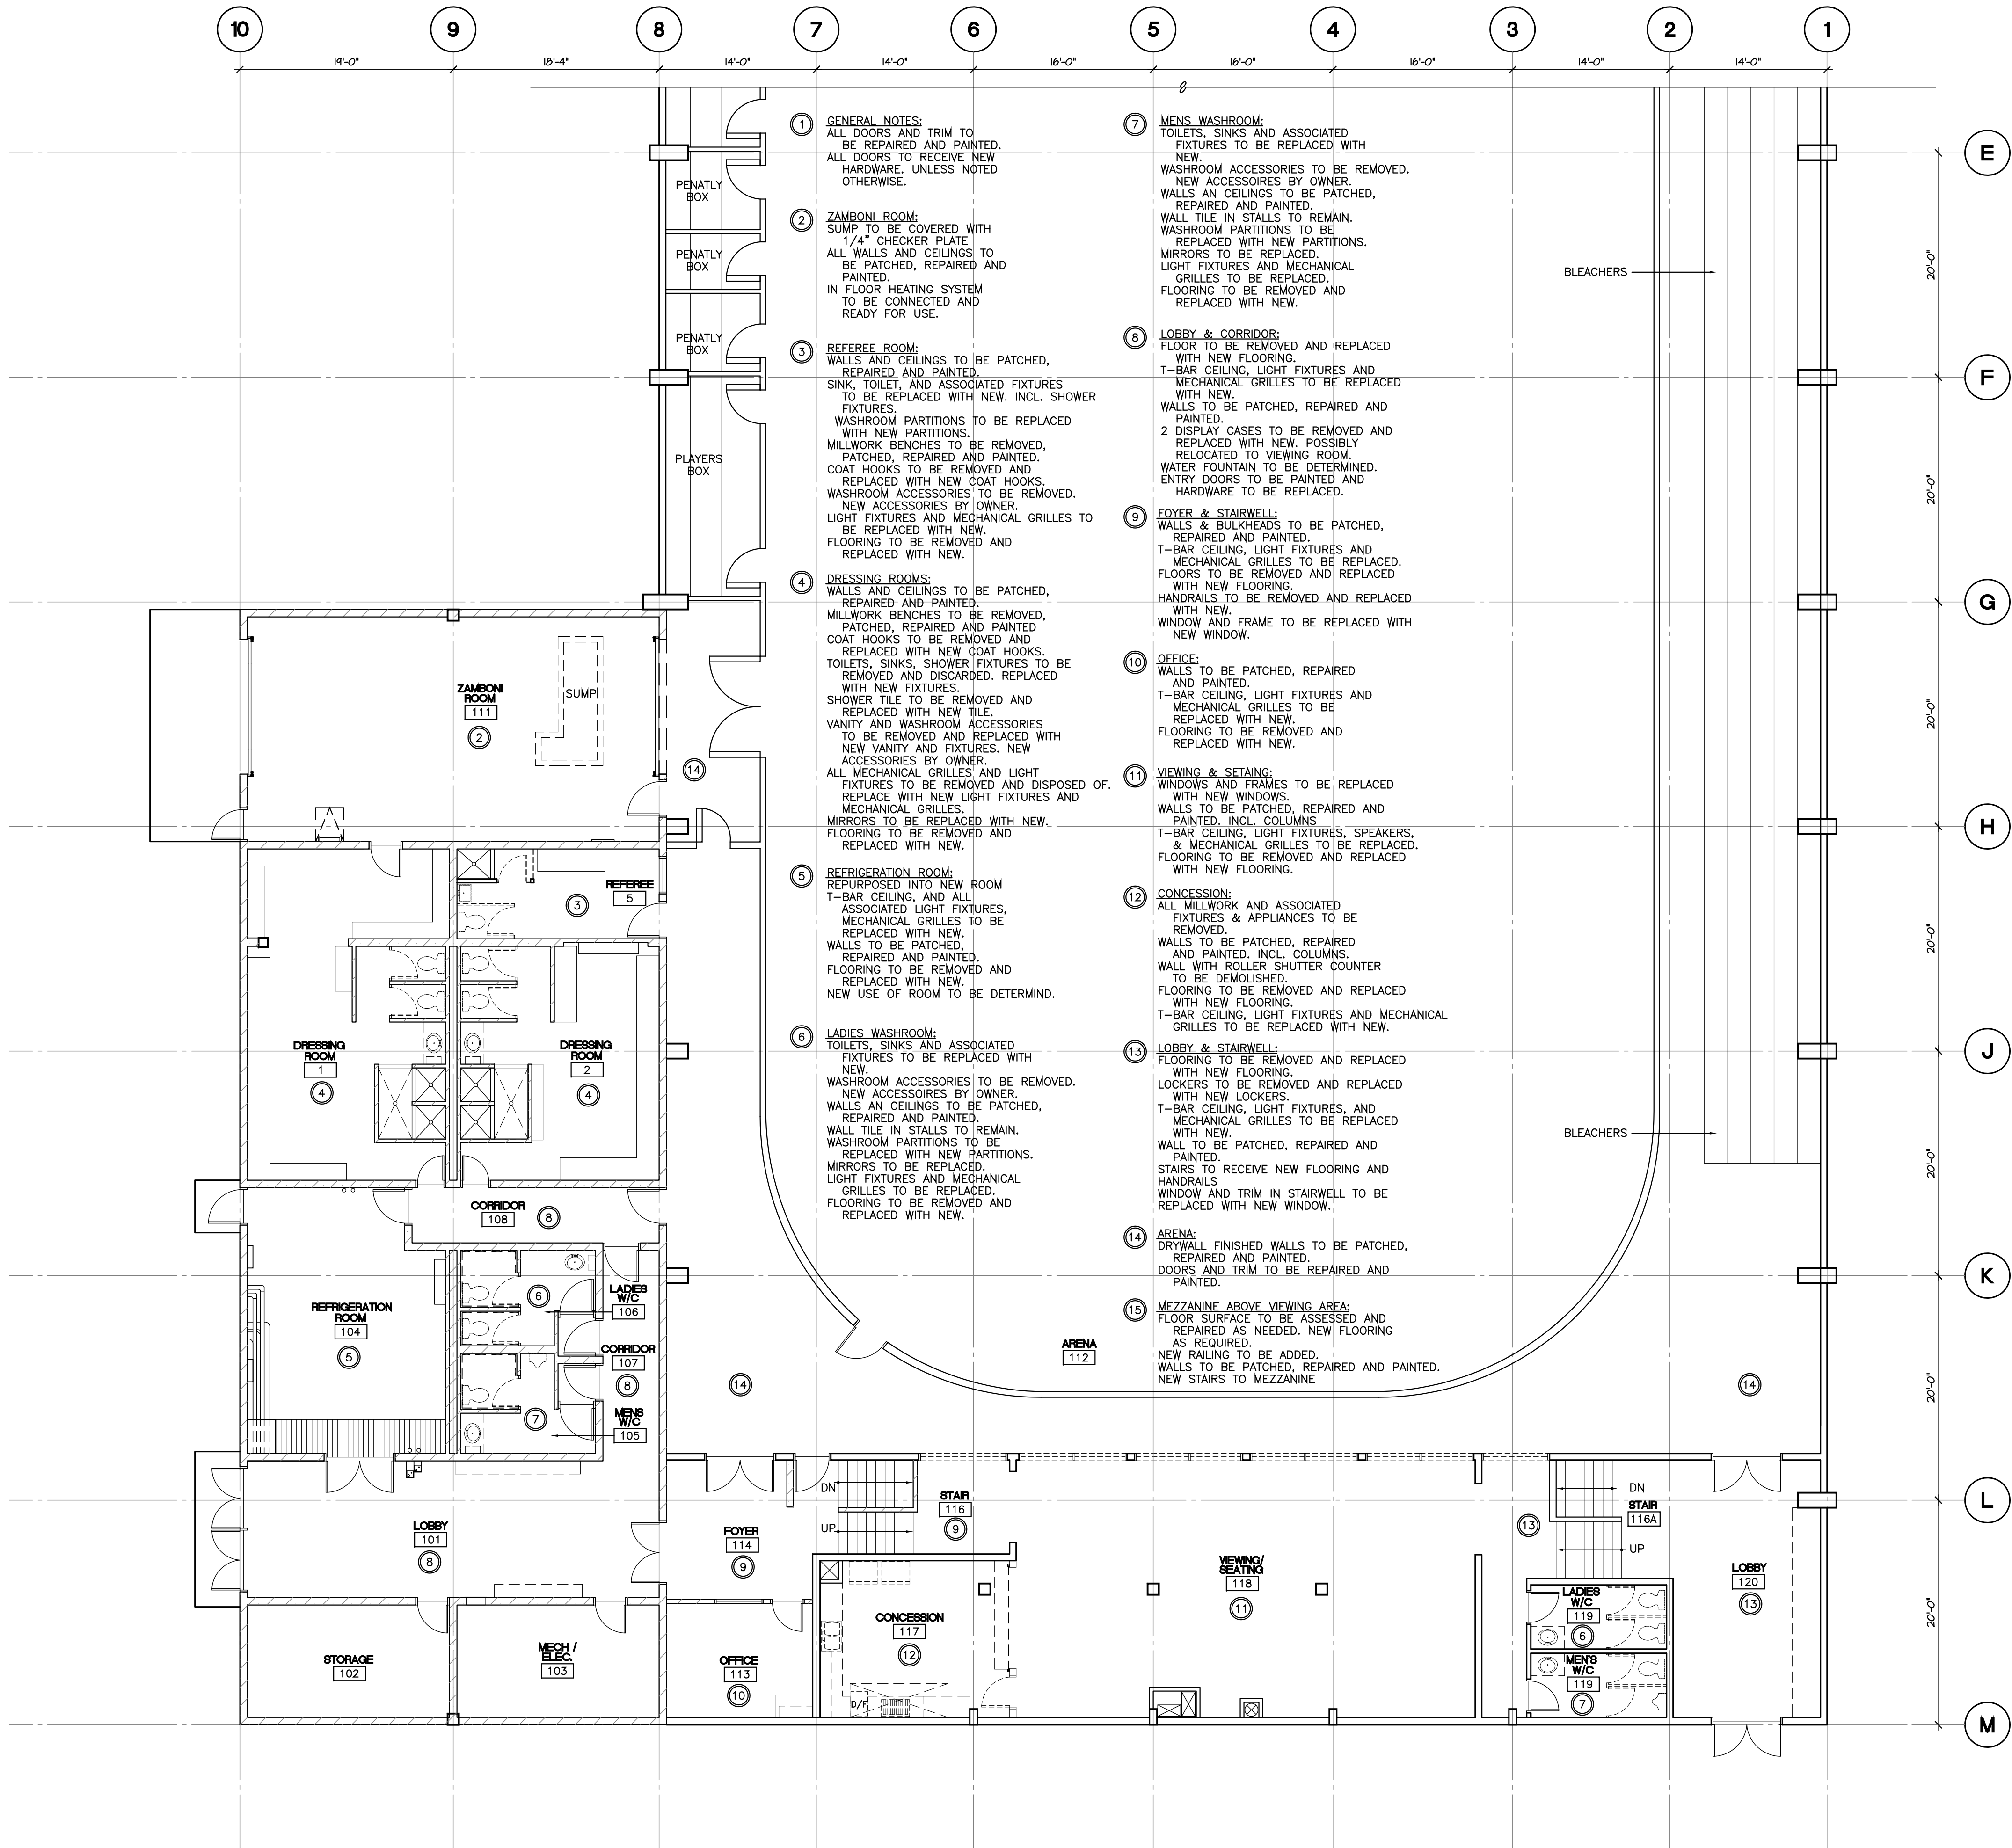 10 9 8 7 6 5 4 3 2 1
19'-0" 18'-4" 14'-0" 14'-0" 16'-0" 16'-0" 16'-0" 14'-0" 14'-0"
E
F
G
H
J
K
L
M
20'-0"
20'-0"
20'-0"
20'-0"
20'-0"
20'-0"
20'-0"
PENATLY
BOX
PENATLY
BOX
PENATLY
BOX
PLAYERS
BOX
1
GENERAL NOTES:
ALL DOORS AND TRIM TO
BE REPAIRED AND PAINTED.
ALL DOORS TO RECEIVE NEW
HARDWARE. UNLESS NOTED
OTHERWISE.
2
ZAMBONI ROOM:
SUMP TO BE COVERED WITH
1/4" CHECKER PLATE
ALL WALLS AND CEILINGS TO
BE PATCHED, REPAIRED AND
PAINTED.
IN FLOOR HEATING SYSTEM
TO BE CONNECTED AND
READY FOR USE.
3
REFEREE ROOM:
WALLS AND CEILINGS TO BE PATCHED,
REPAIRED AND PAINTED.
SINK, TOILET, AND ASSOCIATED FIXTURES
TO BE REPLACED WITH NEW. INCL. SHOWER
FIXTURES.
WASHROOM PARTITIONS TO BE REPLACED
WITH NEW PARTITIONS.
MILLWORK BENCHES TO BE REMOVED,
PATCHED, REPAIRED AND PAINTED.
COAT HOOKS TO BE REMOVED AND
REPLACED WITH NEW COAT HOOKS.
WASHROOM ACCESSORIES TO BE REMOVED.
NEW ACCESSORIES BY OWNER.
LIGHT FIXTURES AND MECHANICAL GRILLES TO
BE REPLACED WITH NEW.
FLOORING TO BE REMOVED AND
REPLACED WITH NEW.
4
DRESSING ROOMS:
WALLS AND CEILINGS TO BE PATCHED,
REPAIRED AND PAINTED.
MILLWORK BENCHES TO BE REMOVED,
PATCHED, REPAIRED AND PAINTED
COAT HOOKS TO BE REMOVED AND
REPLACED WITH NEW COAT HOOKS.
TOILETS, SINKS, SHOWER FIXTURES TO BE
REMOVED AND DISCARDED. REPLACED
WITH NEW FIXTURES.
SHOWER TILE TO BE REMOVED AND
REPLACED WITH NEW TILE.
VANITY AND WASHROOM ACCESSORIES
TO BE REMOVED AND REPLACED WITH
NEW VANITY AND FIXTURES. NEW
ACCESSORIES BY OWNER.
ALL MECHANICAL GRILLES AND LIGHT
FIXTURES TO BE REMOVED AND DISPOSED OF.
REPLACE WITH NEW LIGHT FIXTURES AND
MECHANICAL GRILLES.
MIRRORS TO BE REPLACED WITH NEW.
FLOORING TO BE REMOVED AND
REPLACED WITH NEW.
5
REFRIGERATION ROOM:
REPURPOSED INTO NEW ROOM
T-BAR CEILING, AND ALL
ASSOCIATED LIGHT FIXTURES,
MECHANICAL GRILLES TO BE
REPLACED WITH NEW.
WALLS TO BE PATCHED,
REPAIRED AND PAINTED.
FLOORING TO BE REMOVED AND
REPLACED WITH NEW.
NEW USE OF ROOM TO BE DETERMIND.
6
LADIES WASHROOM:
TOILETS, SINKS AND ASSOCIATED
FIXTURES TO BE REPLACED WITH
NEW.
WASHROOM ACCESSORIES TO BE REMOVED.
NEW ACCESSOIRES BY OWNER.
WALLS AN CEILINGS TO BE PATCHED,
REPAIRED AND PAINTED.
WALL TILE IN STALLS TO REMAIN.
WASHROOM PARTITIONS TO BE
REPLACED WITH NEW PARTITIONS.
MIRRORS TO BE REPLACED.
LIGHT FIXTURES AND MECHANICAL
GRILLES TO BE REPLACED.
FLOORING TO BE REMOVED AND
REPLACED WITH NEW.
7
MENS WASHROOM:
TOILETS, SINKS AND ASSOCIATED
FIXTURES TO BE REPLACED WITH
NEW.
WASHROOM ACCESSORIES TO BE REMOVED.
NEW ACCESSOIRES BY OWNER.
WALLS AN CEILINGS TO BE PATCHED,
REPAIRED AND PAINTED.
WALL TILE IN STALLS TO REMAIN.
WASHROOM PARTITIONS TO BE
REPLACED WITH NEW PARTITIONS.
MIRRORS TO BE REPLACED.
LIGHT FIXTURES AND MECHANICAL
GRILLES TO BE REPLACED.
FLOORING TO BE REMOVED AND
REPLACED WITH NEW.
8
LOBBY & CORRIDOR:
FLOOR TO BE REMOVED AND REPLACED
WITH NEW FLOORING.
T-BAR CEILING, LIGHT FIXTURES AND
MECHANICAL GRILLES TO BE REPLACED
WITH NEW.
WALLS TO BE PATCHED, REPAIRED AND
PAINTED.
2 DISPLAY CASES TO BE REMOVED AND
REPLACED WITH NEW. POSSIBLY
RELOCATED TO VIEWING ROOM.
WATER FOUNTAIN TO BE DETERMINED.
ENTRY DOORS TO BE PAINTED AND
HARDWARE TO BE REPLACED.
9
FOYER & STAIRWELL:
WALLS & BULKHEADS TO BE PATCHED,
REPAIRED AND PAINTED.
T-BAR CEILING, LIGHT FIXTURES AND
MECHANICAL GRILLES TO BE REPLACED.
FLOORS TO BE REMOVED AND REPLACED
WITH NEW FLOORING.
HANDRAILS TO BE REMOVED AND REPLACED
WITH NEW.
WINDOW AND FRAME TO BE REPLACED WITH
NEW WINDOW.
10
OFFICE:
WALLS TO BE PATCHED, REPAIRED
AND PAINTED.
T-BAR CEILING, LIGHT FIXTURES AND
MECHANICAL GRILLES TO BE
REPLACED WITH NEW.
FLOORING TO BE REMOVED AND
REPLACED WITH NEW.
11
VIEWING & SETAING:
WINDOWS AND FRAMES TO BE REPLACED
WITH NEW WINDOWS.
WALLS TO BE PATCHED, REPAIRED AND
PAINTED. INCL. COLUMNS
T-BAR CEILING, LIGHT FIXTURES, SPEAKERS,
& MECHANICAL GRILLES TO BE REPLACED.
FLOORING TO BE REMOVED AND REPLACED
WITH NEW FLOORING.
12
CONCESSION:
ALL MILLWORK AND ASSOCIATED
FIXTURES & APPLIANCES TO BE
REMOVED.
WALLS TO BE PATCHED, REPAIRED
AND PAINTED. INCL. COLUMNS.
WALL WITH ROLLER SHUTTER COUNTER
TO BE DEMOLISHED.
FLOORING TO BE REMOVED AND REPLACED
WITH NEW FLOORING.
T-BAR CEILING, LIGHT FIXTURES AND MECHANICAL
GRILLES TO BE REPLACED WITH NEW.
13
LOBBY & STAIRWELL:
FLOORING TO BE REMOVED AND REPLACED
WITH NEW FLOORING.
LOCKERS TO BE REMOVED AND REPLACED
WITH NEW LOCKERS.
T-BAR CEILING, LIGHT FIXTURES, AND
MECHANICAL GRILLES TO BE REPLACED
WITH NEW.
WALL TO BE PATCHED, REPAIRED AND
PAINTED.
STAIRS TO RECEIVE NEW FLOORING AND
HANDRAILS
WINDOW AND TRIM IN STAIRWELL TO BE
REPLACED WITH NEW WINDOW.
14
ARENA:
DRYWALL FINISHED WALLS TO BE PATCHED,
REPAIRED AND PAINTED.
DOORS AND TRIM TO BE REPAIRED AND
PAINTED.
15
MEZZANINE ABOVE VIEWING AREA:
FLOOR SURFACE TO BE ASSESSED AND
REPAIRED AS NEEDED. NEW FLOORING
AS REQUIRED.
NEW RAILING TO BE ADDED.
WALLS TO BE PATCHED, REPAIRED AND PAINTED.
NEW STAIRS TO MEZZANINE
BLEACHERS
BLEACHERS
ZAMBONI
ROOM
111
2
SUMP
14
REFEREE
5
3
DRESSING
ROOM
1
4
DRESSING
ROOM
2
4
CORRIDOR
108
8
REFRIGERATION
ROOM
104
5
6
LADIES
W/C
106
CORRIDOR
107
8
7
MENS
W/C
105
ARENA
112
14
14
LOBBY
101
8
STORAGE
102
MECH /
ELEC.
103
FOYER
114
9
OFFICE
113
10
DN
UP
STAIR
116
9
CONCESSION
117
12
D/F
VIEWING/
SEATING
118
11
13
DN
STAIR
116A
UP
LADIES
W/C
119
6
MEN'S
W/C
119
7
LOBBY
120
13